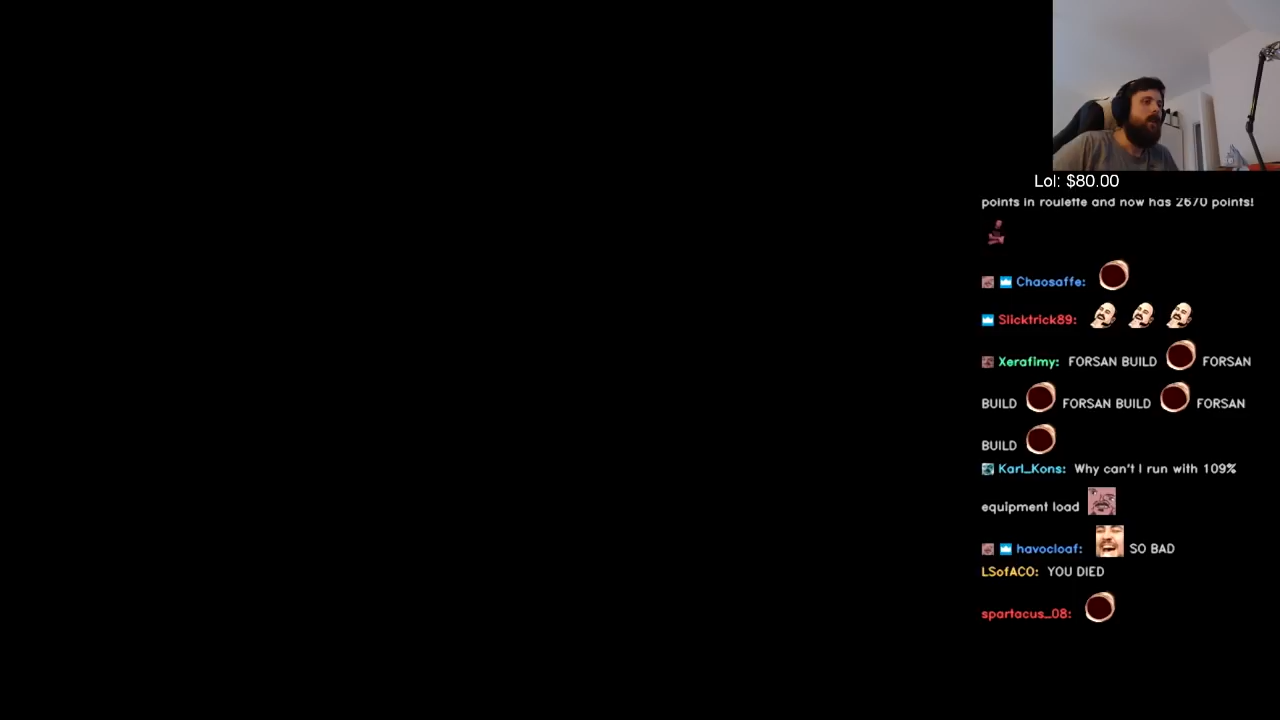 Lol: $80.00
points in roulette and now has 2670 points!
Chaosaffe:
Slicktrick89:
Xerafimy: FORSAN BUILD FORSAN
BUILD FORSAN BUILD FORSAN
BUILD
Karl_Kons: Why can't I run with 109%
equipment load
havocloaf: SO BAD
LSofACO: YOU DIED
spartacus_08: